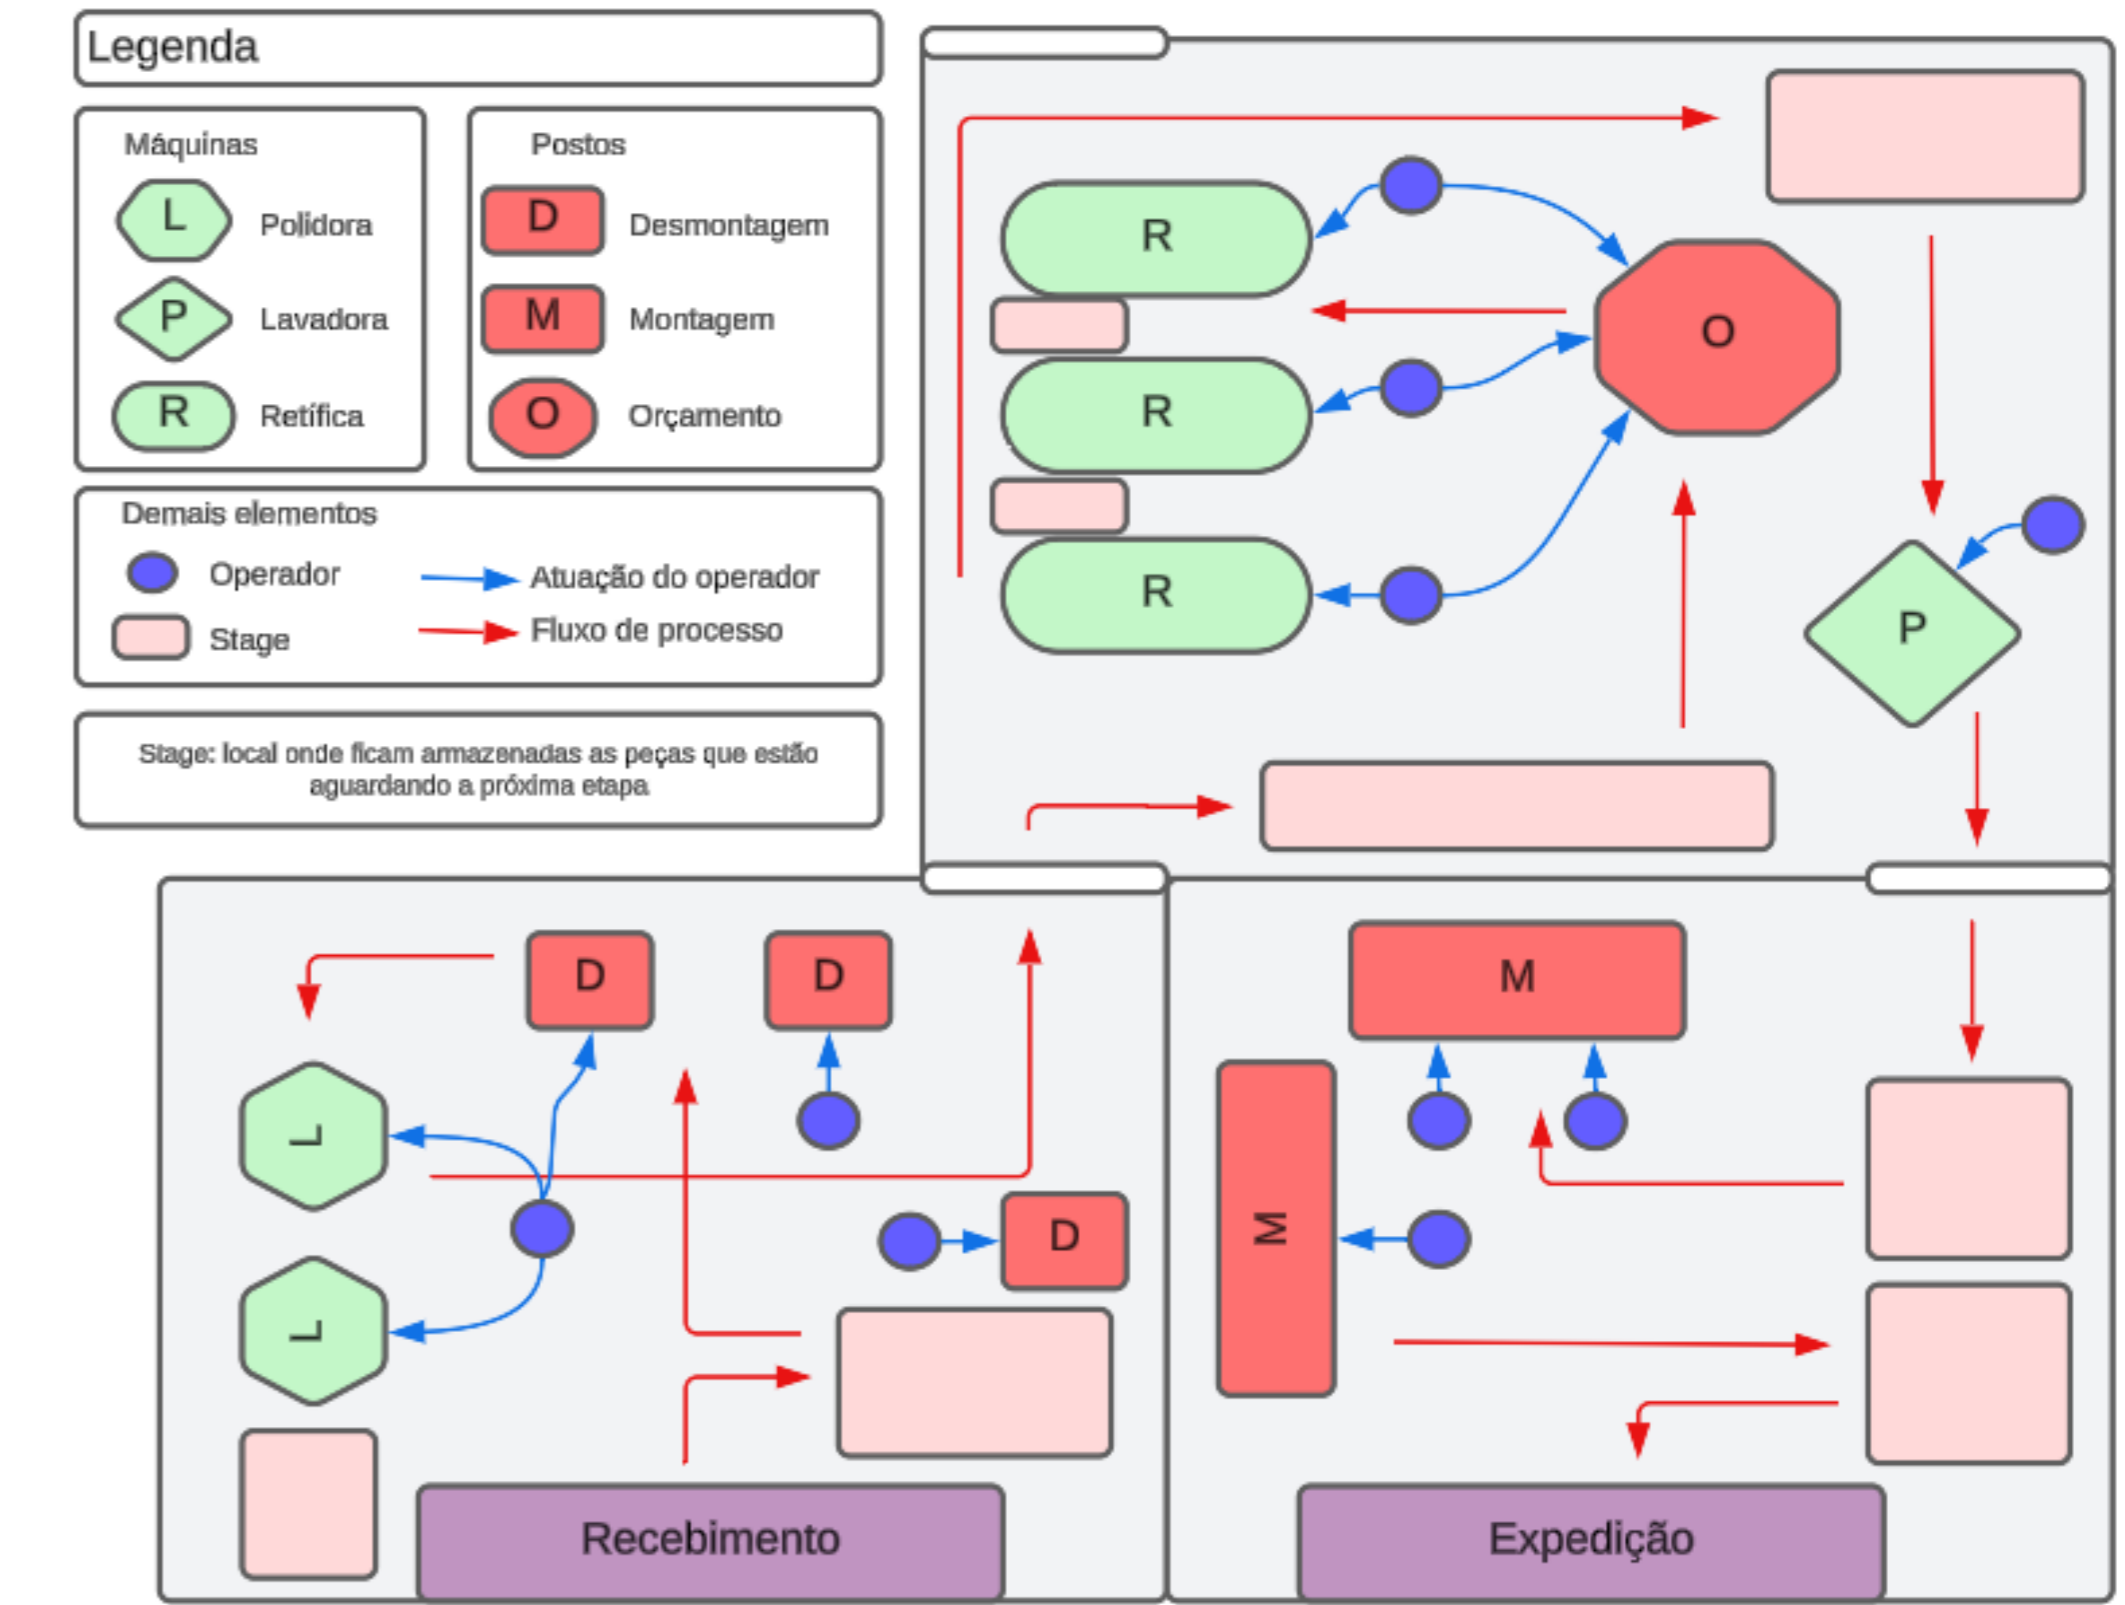 Legenda
Máquinas
L
Polidora
P
Lavadora
R
Retífica
Postos
D
Desmontagem
M
Montagem
O
Orçamento
Demais elementos
Operador
Atuação do operador
Stage
Fluxo de processo
Stage: local onde ficam armazenadas as peças que estão
aguardando a próxima etapa
R
R
R
O
P
D
D
L
L
D
Recebimento
M
M
Expedição